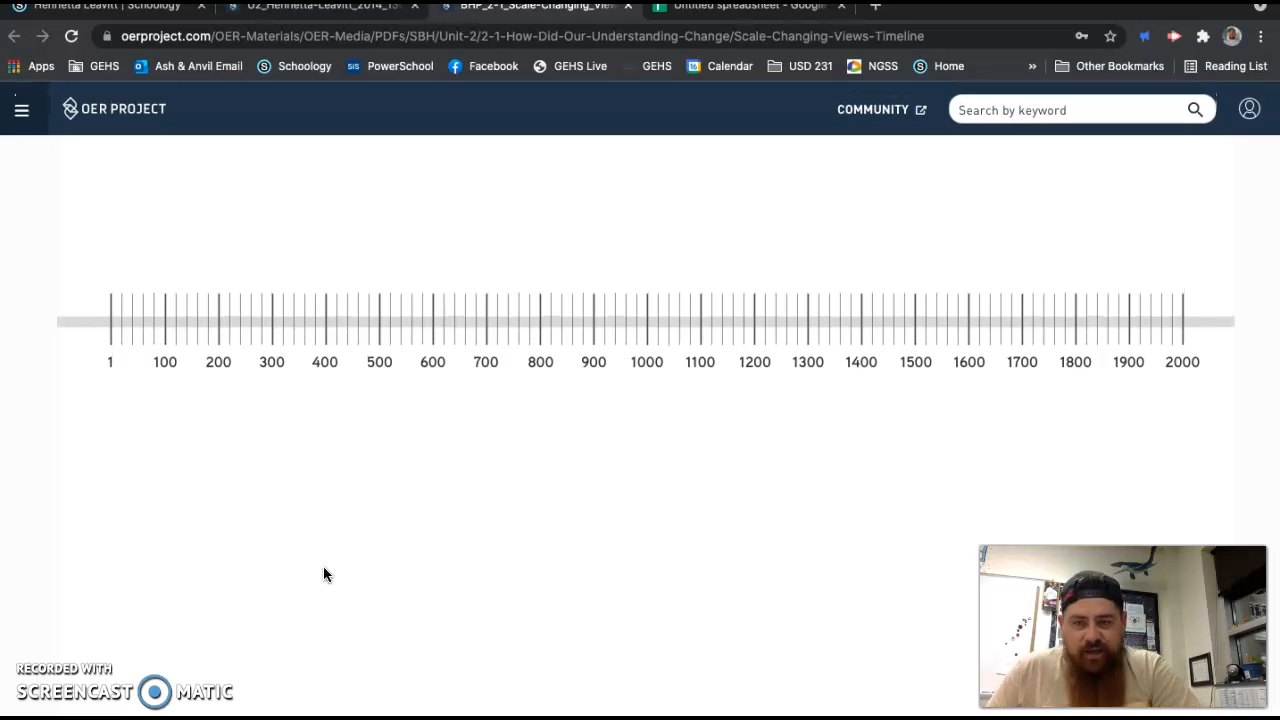 Henrietta Leavitt | Schoology
U2_Henrietta-Leavitt_2014_13
BHP_2-1_Scale-Changing_View
Untitled spreadsheet - Google
oerproject.com/OER-Materials/OER-Media/PDFs/SBH/Unit-2/2-1-How-Did-Our-Understanding-Change/Scale-Changing-Views-Timeline
Apps GEHS Ash & Anvil Email Schoology SIS PowerSchool Facebook GEHS Live GEHS 16 Calendar USD 231 NGSS Home » Other Bookmarks Reading List
OER PROJECT COMMUNITY Search by keyword
1 100 200 300 400 500 600 700 800 900 1000 1100 1200 1300 1400 1500 1600 1700 1800 1900 2000
RECORDED WITH
SCREENCAST MATIC